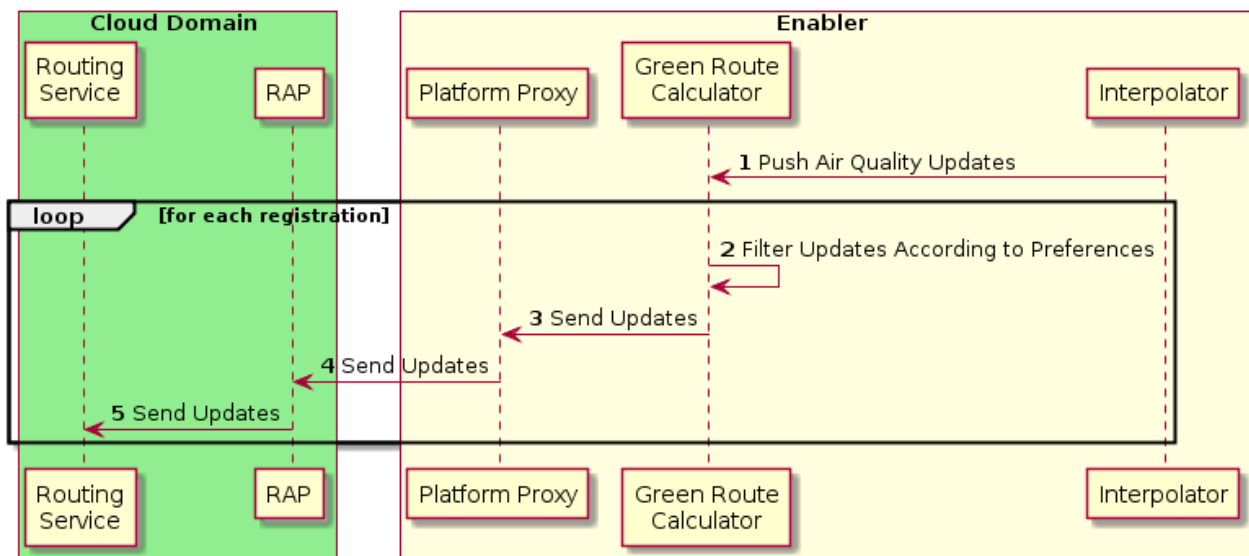 Cloud Domain
Enabler
Routing
Service
RAP
Platform Proxy
Green Route
Calculator
Interpolator
1 Push Air Quality Updates
loop
[for each registration]
2 Filter Updates According to Preferences
3 Send Updates
4 Send Updates
5 Send Updates
Routing
Service
RAP
Platform Proxy
Green Route
Calculator
Interpolator